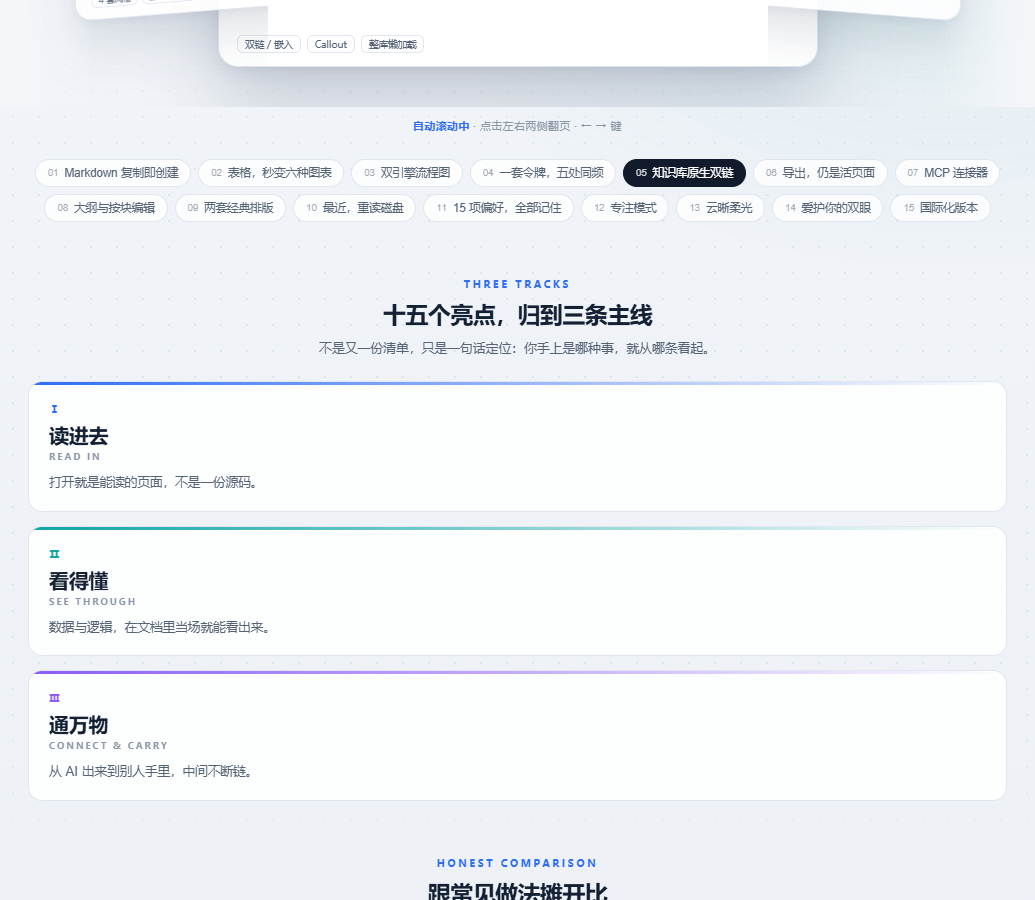 双链 / 嵌入 Callout 整库懒加载
自动滚动中 · 点击左右两侧翻页 · ← → 键
01 Markdown 复制即创建 02 表格，秒变六种图表 03 双引擎流程图 04 一套令牌，五处同频 05 知识库原生双链 06 导出，仍是活页面 07 MCP 连接器
08 大纲与按块编辑 09 两套经典排版 10 最近，重读磁盘 11 15 项偏好，全部记住 12 专注模式 13 云晰柔光 14 爱护你的双眼 15 国际化版本
THREE TRACKS
十五个亮点，归到三条主线
不是又一份清单，只是一句话定位：你手上是哪种事，就从哪条看起。
I
读进去
READ IN
打开就是能读的页面，不是一份源码。
II
看得懂
SEE THROUGH
数据与逻辑，在文档里当场就能看出来。
III
通万物
CONNECT & CARRY
从 AI 出来到别人手里，中间不断链。
HONEST COMPARISON
跟常见做法摊开比